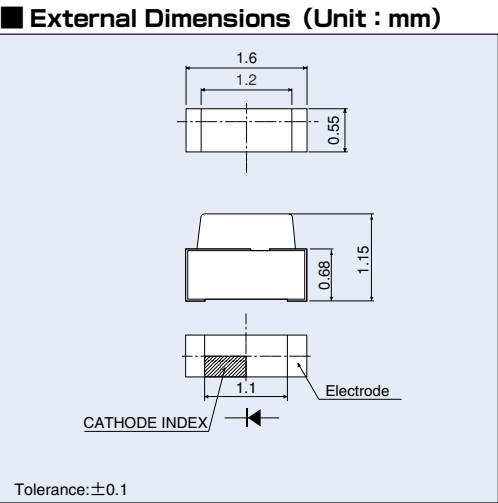 ■ External Dimensions (Unit : mm)
1.6
1.2
0.55
0.68
1.15
1.1
Electrode
CATHODE INDEX
Tolerance:±0.1